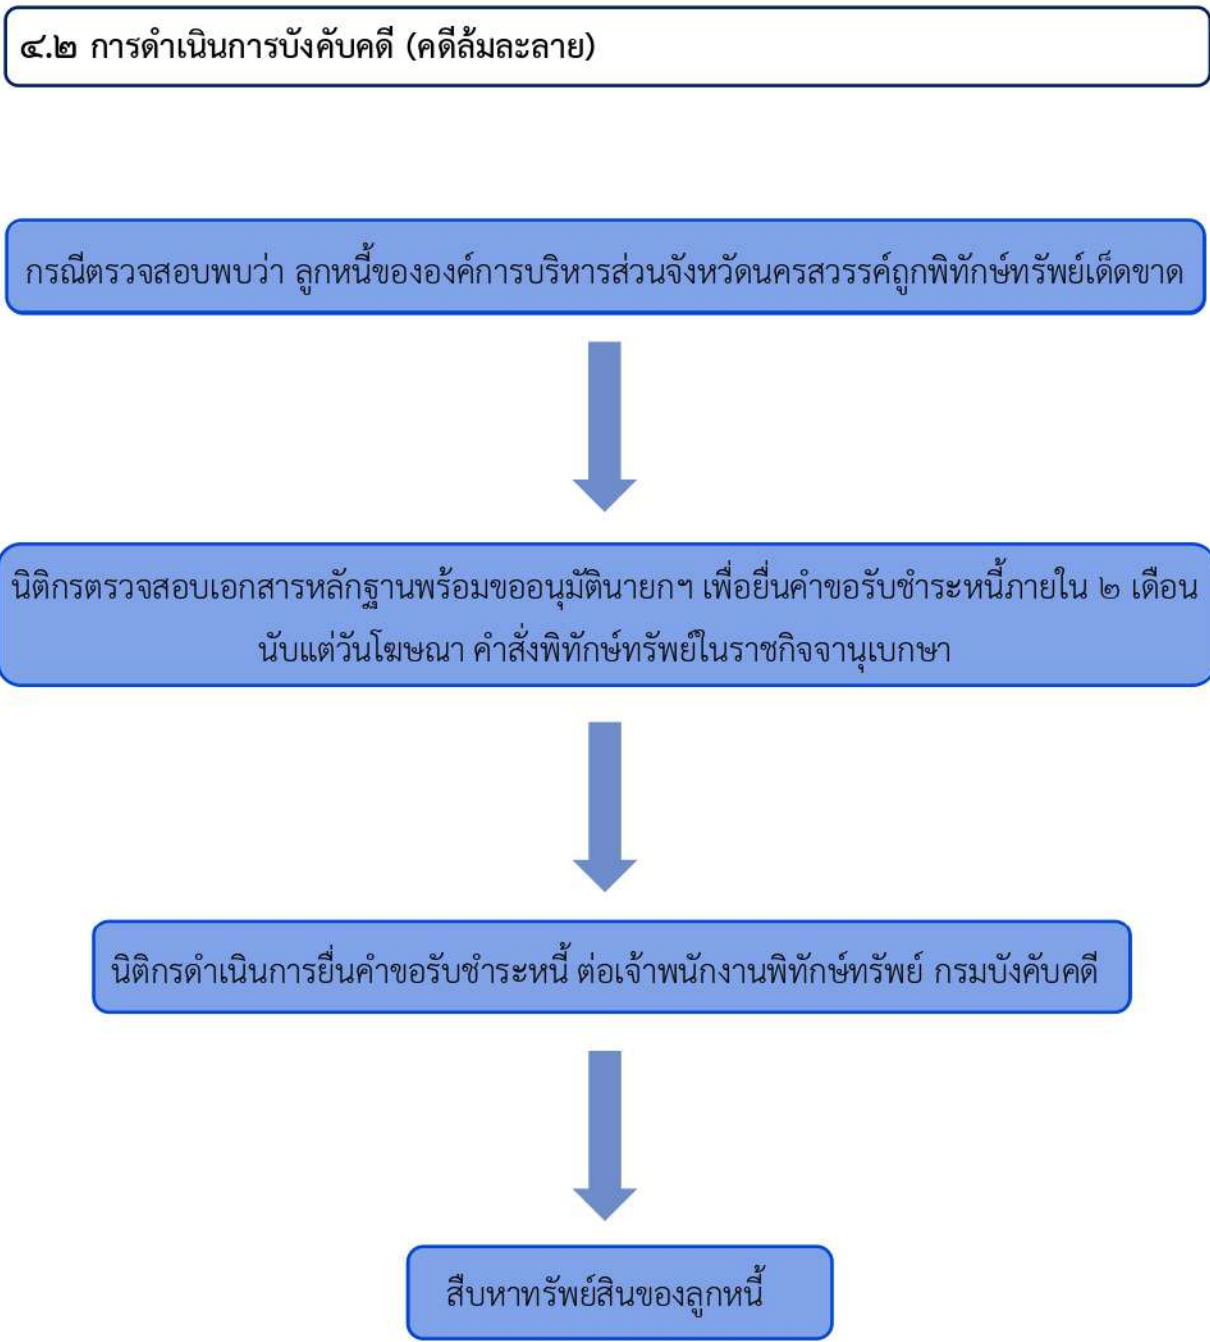 ๔.๒ การดำเนินการบังคับคดี (คดีล้มละลาย)
กรณีตรวจสอบพบว่า ลูกหนี้ขององค์การบริหารส่วนจังหวัดนครสวรรค์ถูกพิทักษ์ทรัพย์เด็ดขาด
นิติกรตรวจสอบเอกสารหลักฐานพร้อมขออนุมัตินายกฯ เพื่อยื่นคำขอรับชำระหนี้ภายใน ๒ เดือน
นับแต่วันโฆษณา คำสั่งพิทักษ์ทรัพย์ในราชกิจจานุเบกษา
นิติกรดำเนินการยื่นคำขอรับชำระหนี้ ต่อเจ้าพนักงานพิทักษ์ทรัพย์ กรมบังคับคดี
สืบหาทรัพย์สินของลูกหนี้